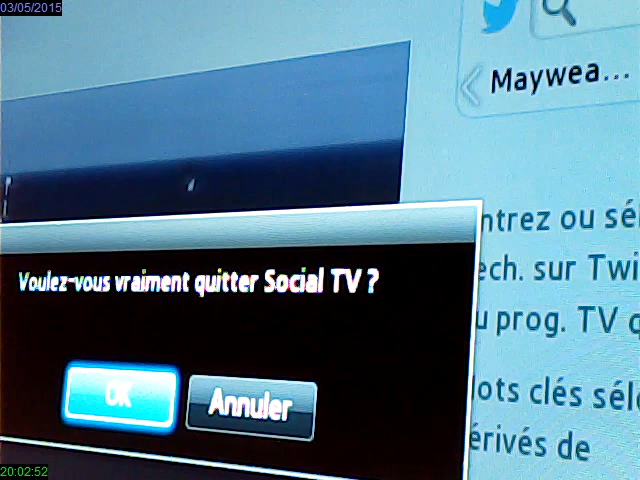 03/05/2015
Maywea...
ntrez ou sé
ech. sur Twi
u prog. TV q
Voulez-vous vraiment quitter Social TV ?
OK
Annuler
ots clés sél
érivés de
20:02:52